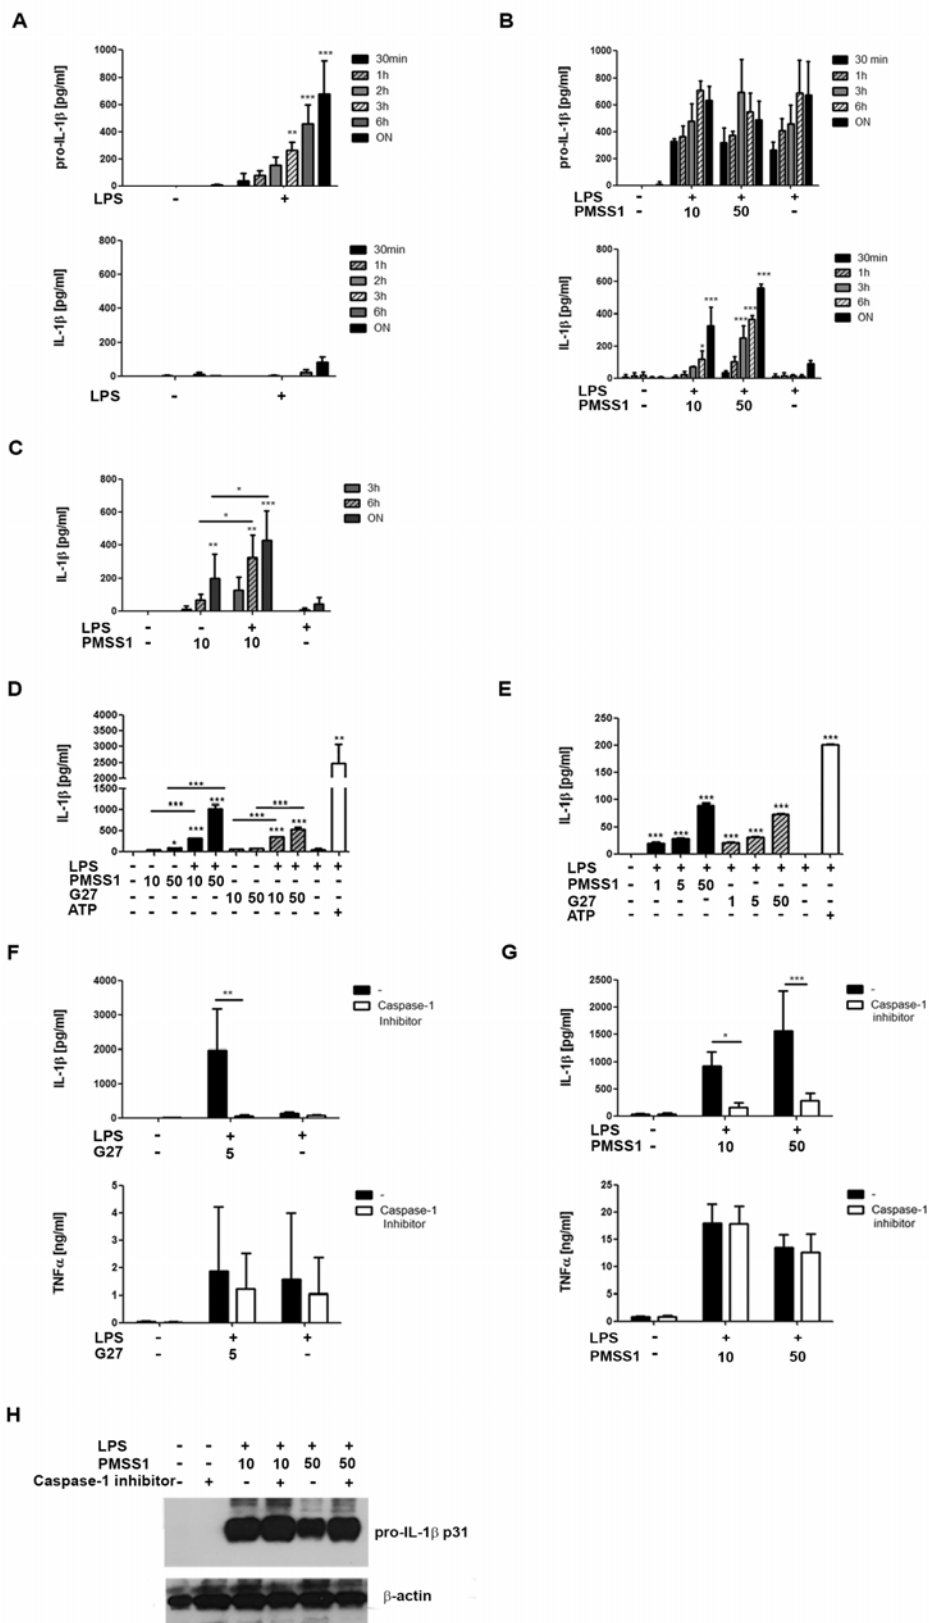 A
pro-IL-1β [pg/ml]
1000
800
600
400
200
0
***
***
**
30min
1h
2h
3h
6h
ON
LPS - +
IL-1β [pg/ml]
800
600
400
200
0
30min
1h
2h
3h
6h
ON
LPS - +
B
pro-IL-1β [pg/ml]
1000
800
600
400
200
0
30 min
1h
3h
6h
ON
LPS - + + +
PMSS1 - 10 50 -
IL-1β [pg/ml]
800
600
400
200
0
*
***
***
***
***
30min
1h
3h
6h
ON
LPS - + + +
PMSS1 - 10 50 -
C
IL-1β [pg/ml]
800
600
400
200
0
*
*
**
**
***
3h
6h
ON
LPS - - + +
PMSS1 - 10 10 -
D
IL-1β [pg/ml]
4000
3500
3000
2500
2000
1500
1000
500
0
***
***
*
***
***
***
***
***
***
**
LPS - - - + + - - + + + +
PMSS1 - 10 50 10 50 - - - - - -
G27 - - - - - 10 50 10 50 - -
ATP - - - - - - - - - - +
E
IL-1β [pg/ml]
250
200
150
100
50
0
***
***
***
***
***
***
***
LPS - + + + + + + + +
PMSS1 - 1 5 50 - - - - -
G27 - - - - 1 5 50 - -
ATP - - - - - - - - +
F
IL-1β [pg/ml]
4000
3000
2000
1000
0
**
-
Caspase-1
Inhibitor
LPS - + +
G27 - 5 -
TNFα [ng/ml]
5
4
3
2
1
0
-
Caspase-1
Inhibitor
LPS - + +
G27 - 5 -
G
IL-1β [pg/ml]
2500
2000
1500
1000
500
0
*
***
-
Caspase-1
inhibitor
LPS - + +
PMSS1 - 10 50
TNFα [ng/ml]
25
20
15
10
5
0
-
Caspase-1
inhibitor
LPS - + +
PMSS1 - 10 50
H
LPS - - + + + +
PMSS1 - - 10 10 50 50
Caspase-1 inhibitor - + - + - +
pro-IL-1β p31
β-actin